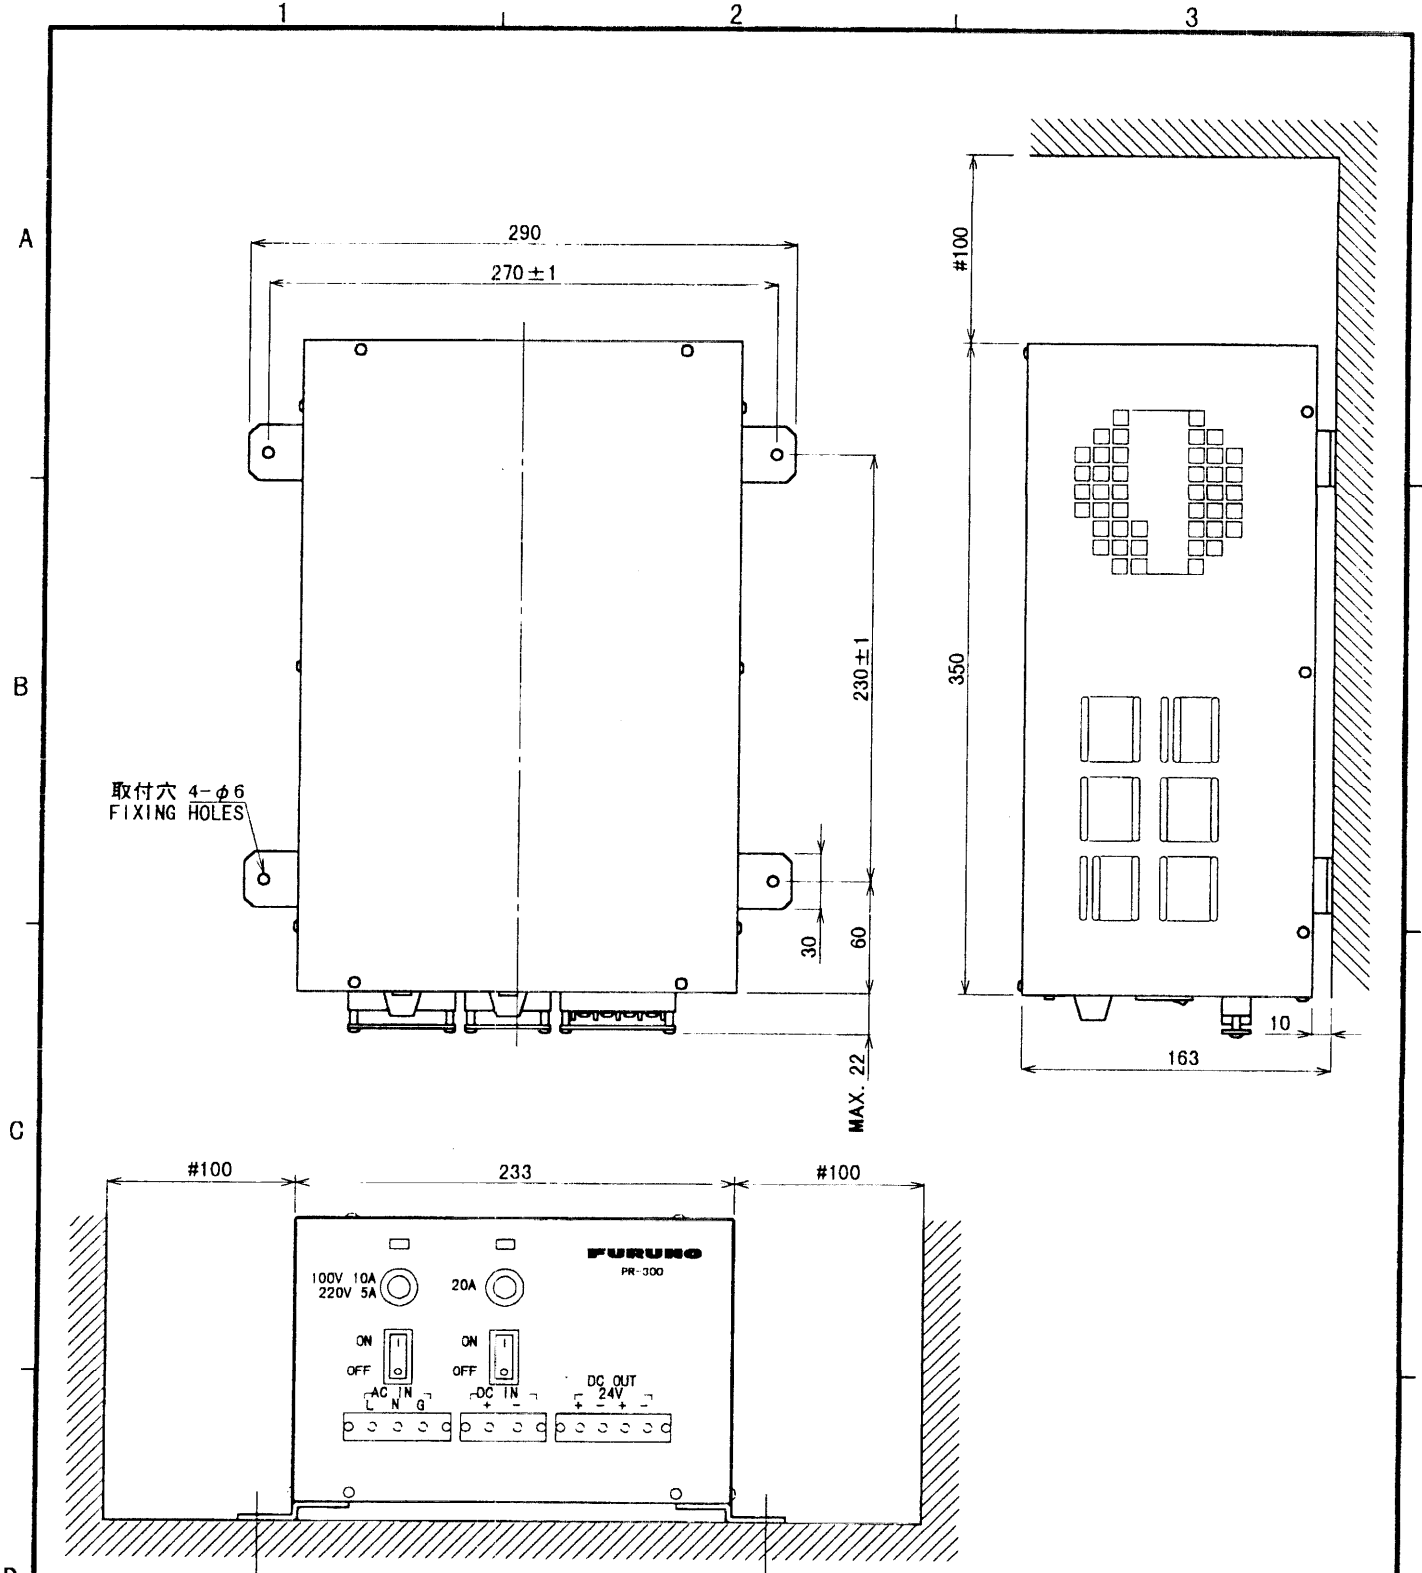 1
2
3
A
290
270±1
#100
B
230±1
350
取付穴 4-φ6
FIXING HOLES
30
60
MAX. 22
10
163
C
#100
233
#100
FURUNO
PR-300
100V 10A
220V 5A
20A
ON
ON
OFF
OFF
AC IN
DC IN
DC OUT
24V
L N G
+ -
+ - + -